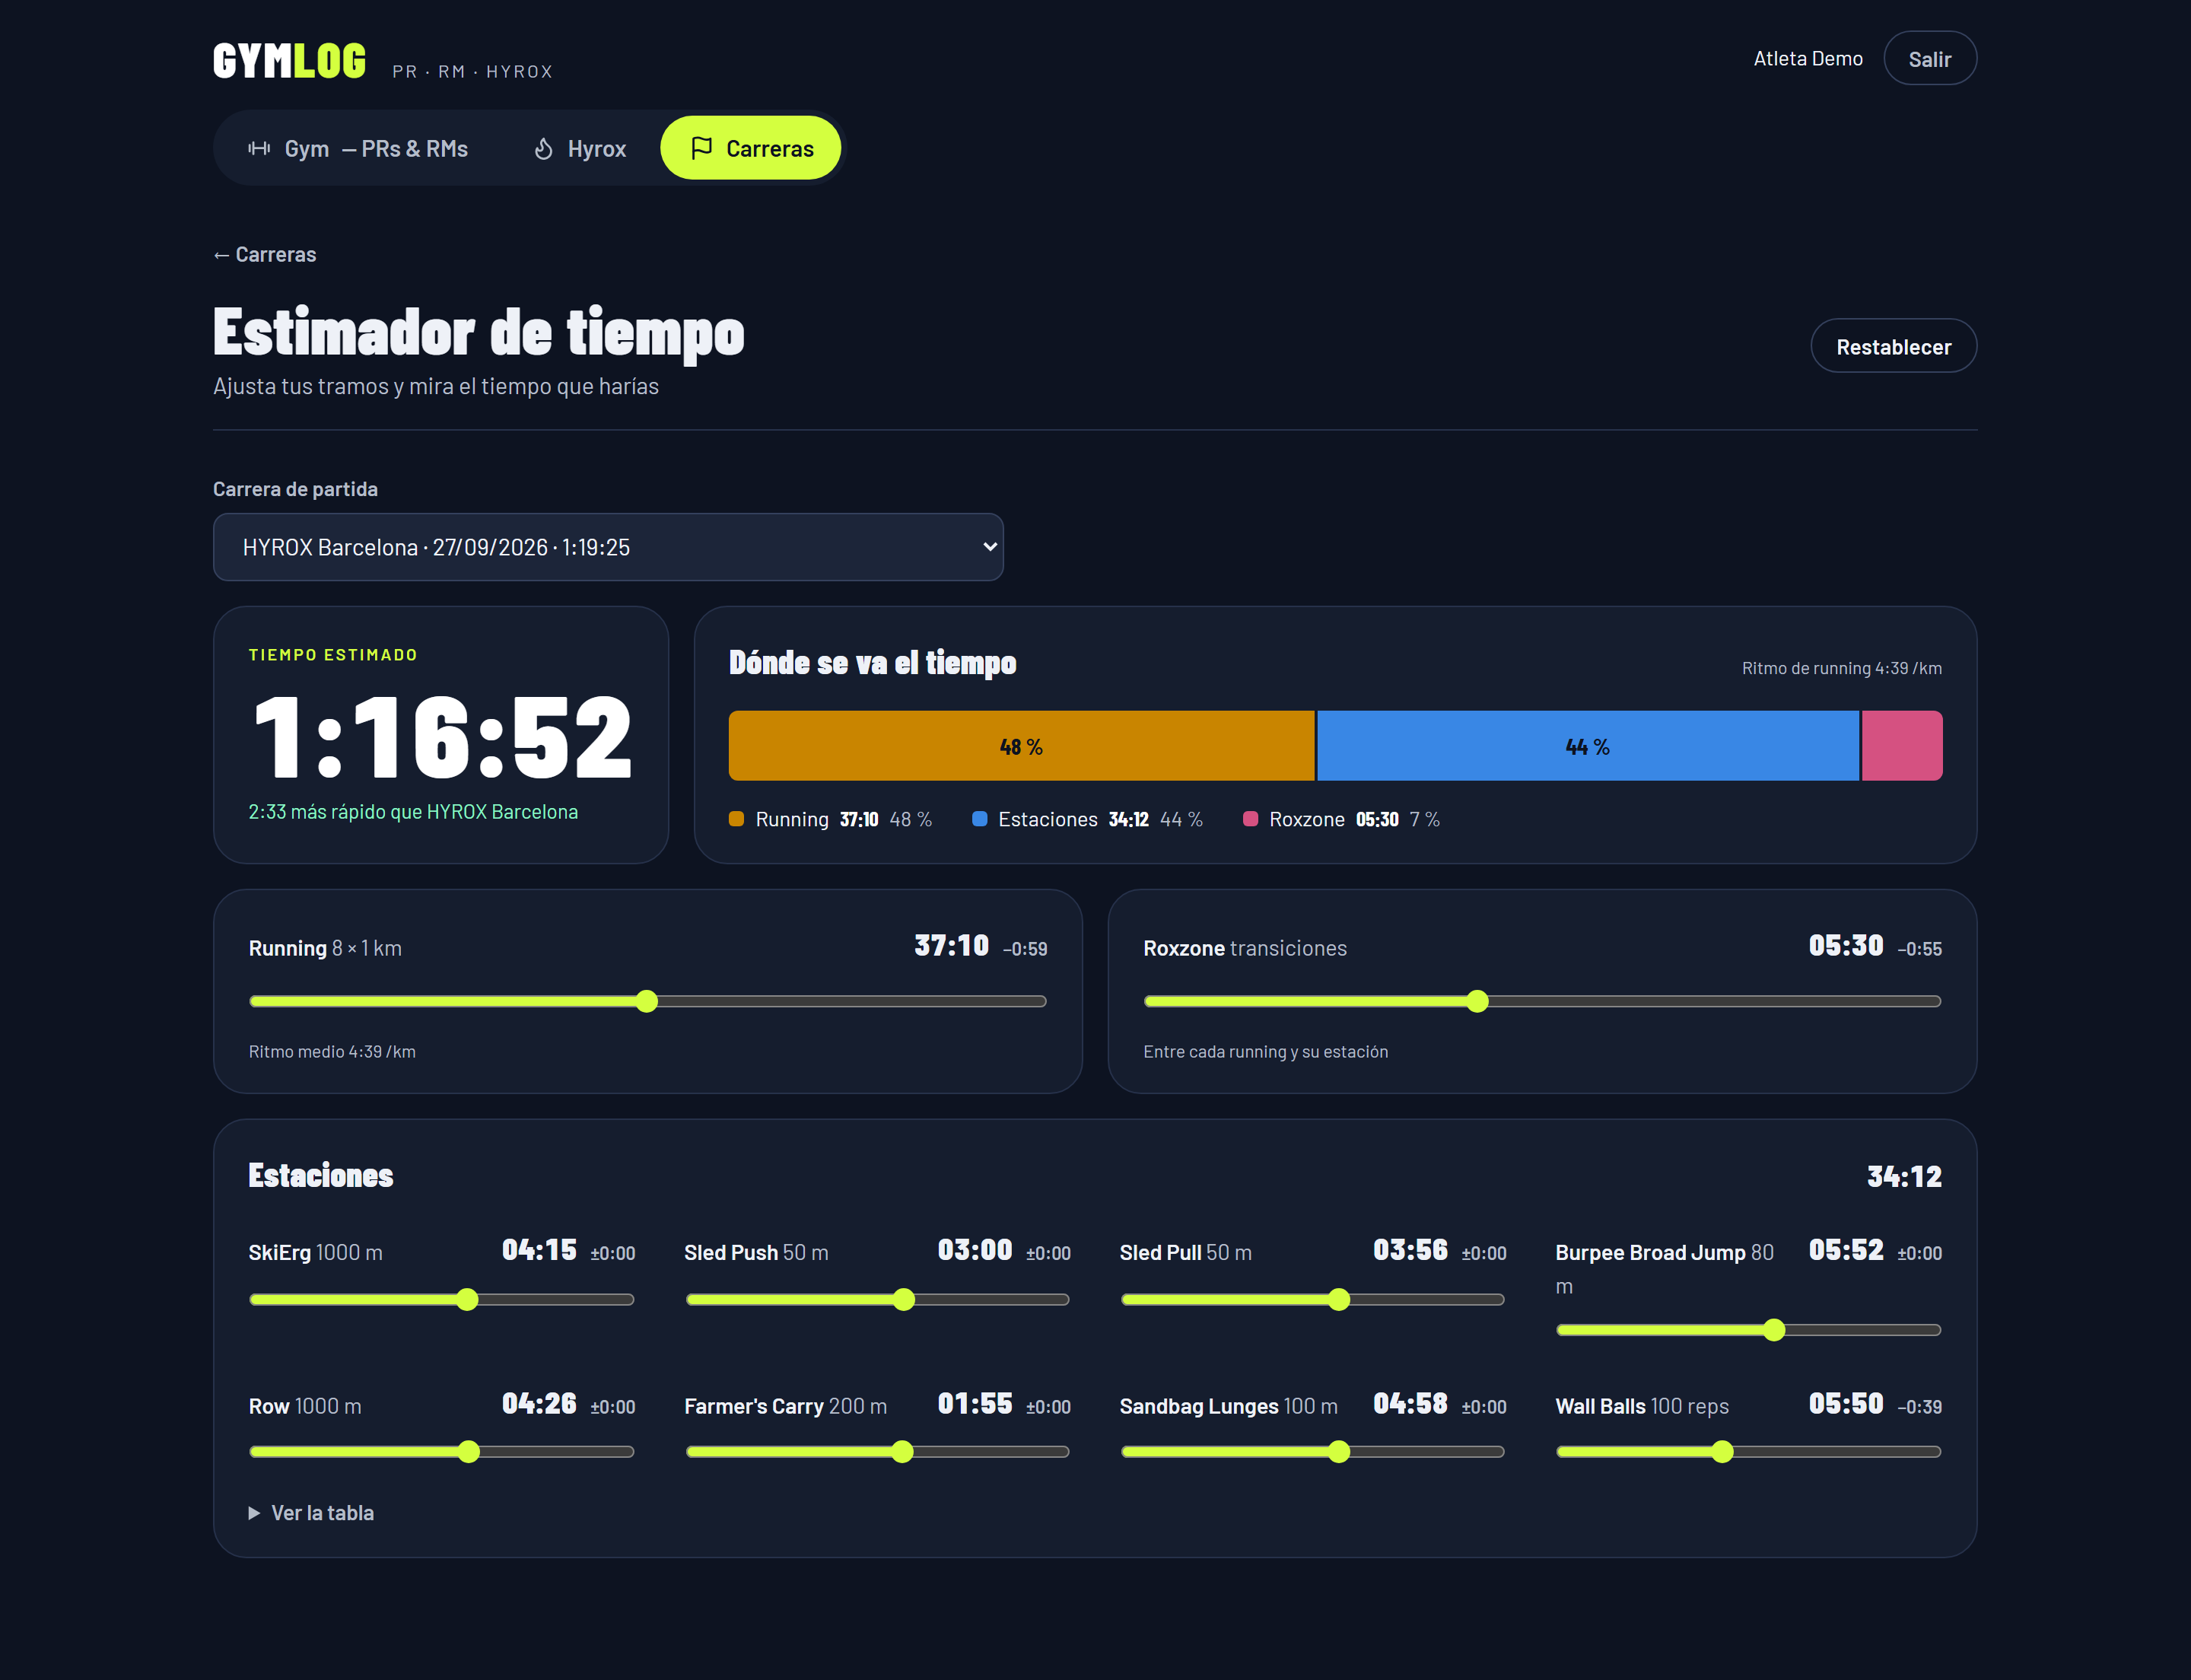 GYMLOG PR · RM · HYROX
Atleta Demo Salir
Gym – PRs & RMs Hyrox Carreras
← Carreras
Estimador de tiempo
Ajusta tus tramos y mira el tiempo que harías
Restablecer
Carrera de partida
HYROX Barcelona · 27/09/2026 · 1:19:25
TIEMPO ESTIMADO
1:16:52
2:33 más rápido que HYROX Barcelona
Dónde se va el tiempo
Ritmo de running 4:39 /km
48 % 44 %
Running 37:10 48 % Estaciones 34:12 44 % Roxzone 05:30 7 %
Running 8 × 1 km 37:10 −0:59
Ritmo medio 4:39 /km
Roxzone transiciones 05:30 −0:55
Entre cada running y su estación
Estaciones 34:12
SkiErg 1000 m 04:15 ±0:00
Sled Push 50 m 03:00 ±0:00
Sled Pull 50 m 03:56 ±0:00
Burpee Broad Jump 80 05:52 ±0:00
m
Row 1000 m 04:26 ±0:00
Farmer's Carry 200 m 01:55 ±0:00
Sandbag Lunges 100 m 04:58 ±0:00
Wall Balls 100 reps 05:50 −0:39
Ver la tabla